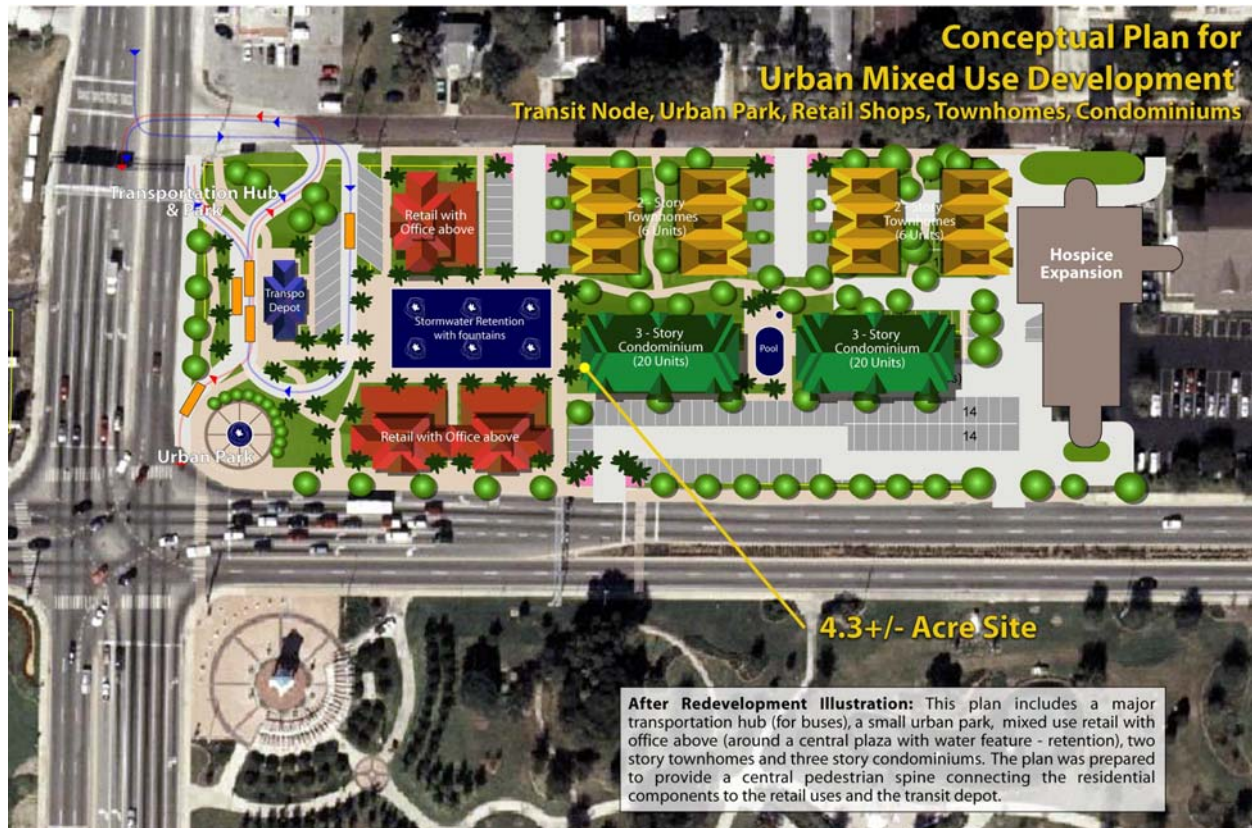 Conceptual Plan for
Urban Mixed Use Development
Transit Node, Urban Park, Retail Shops, Townhomes, Condominiums
Transportation Hub
& Park
Retail with
Office above
2 - Story
Townhomes
(6 Units)
2 - Story
Townhomes
(6 Units)
Hospice
Expansion
Transpo
Depot
Stormwater Retention
with fountains
3 - Story
Condominium
(20 Units)
Pool
3 - Story
Condominium
(20 Units)
14
14
Retail with Office above
Urban Park
4.3+/- Acre Site
After Redevelopment Illustration: This plan includes a major
transportation hub (for buses), a small urban park, mixed use retail with
office above (around a central plaza with water feature - retention), two
story townhomes and three story condominiums. The plan was prepared
to provide a central pedestrian spine connecting the residential
components to the retail uses and the transit depot.